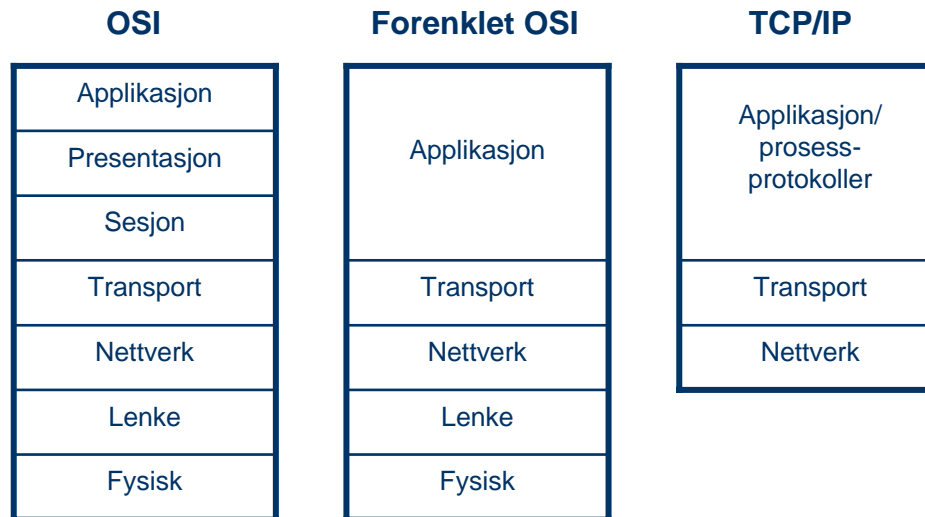 OSI
Forenklet OSI
TCP/IP
Applikasjon
Presentasjon
Sesjon
Transport
Nettverk
Lenke
Fysisk
Applikasjon
Transport
Nettverk
Lenke
Fysisk
Applikasjon/
prosess-
protokoller
Transport
Nettverk